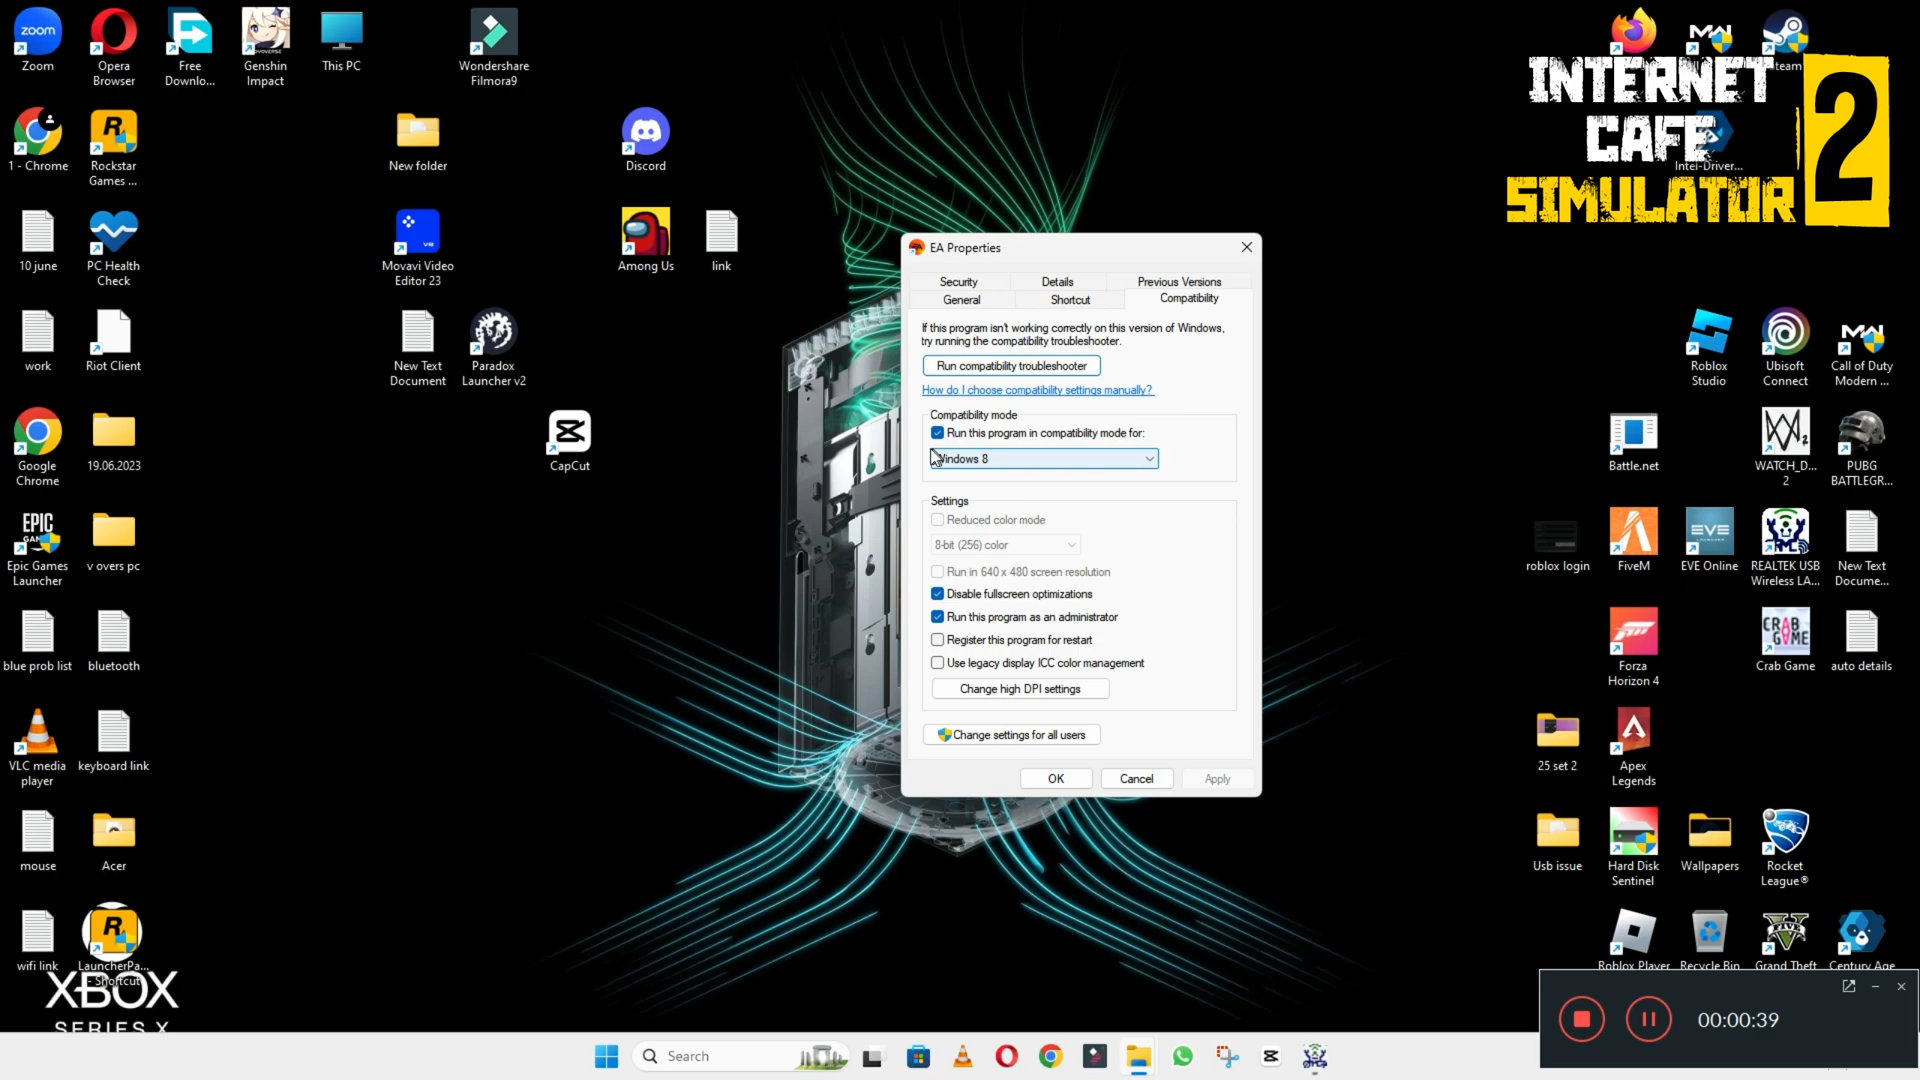 zoom
Zoom
Opera
Browser
Free
Downlo...
Genshin
Impact
This PC
Wondershare
Filmora9
INTERNET
CAFE
SIMULATOR
2
Intel-Driver...
1 - Chrome
Rockstar
Games ...
New folder
Discord
10 june
PC Health
Check
Movavi Video
Editor 23
Among Us
link
work
Riot Client
New Text
Document
Paradox
Launcher v2
CapCut
Google
Chrome
19.06.2023
EPIC
Epic Games
Launcher
v overs pc
blue prob list
bluetooth
VLC media
player
keyboard link
mouse
Acer
wifi link
LauncherPa...
- Shortcut
XBOX
SERIES X
EA Properties
Security
Details
Previous Versions
General
Shortcut
Compatibility
If this program isn't working correctly on this version of Windows,
try running the compatibility troubleshooter.
Run compatibility troubleshooter
How do I choose compatibility settings manually?
Compatibility mode
Run this program in compatibility mode for:
Windows 8
Settings
Reduced color mode
8-bit (256) color
Run in 640 x 480 screen resolution
Disable fullscreen optimizations
Run this program as an administrator
Register this program for restart
Use legacy display ICC color management
Change high DPI settings
Change settings for all users
OK
Cancel
Apply
Roblox
Studio
Ubisoft
Connect
Call of Duty
Modern ...
Battle.net
WATCH_D...
2
PUBG
BATTLEGR...
roblox login
FiveM
EVE
EVE Online
REALTEK USB
Wireless LA...
New Text
Docume...
Forza
Horizon 4
CRAB
GAME
Crab Game
auto details
25 set 2
Apex
Legends
Usb issue
Hard Disk
Sentinel
Wallpapers
Rocket
League®
Roblox Player
Recycle Bin
Grand Theft
Century Age
00:00:39
Search